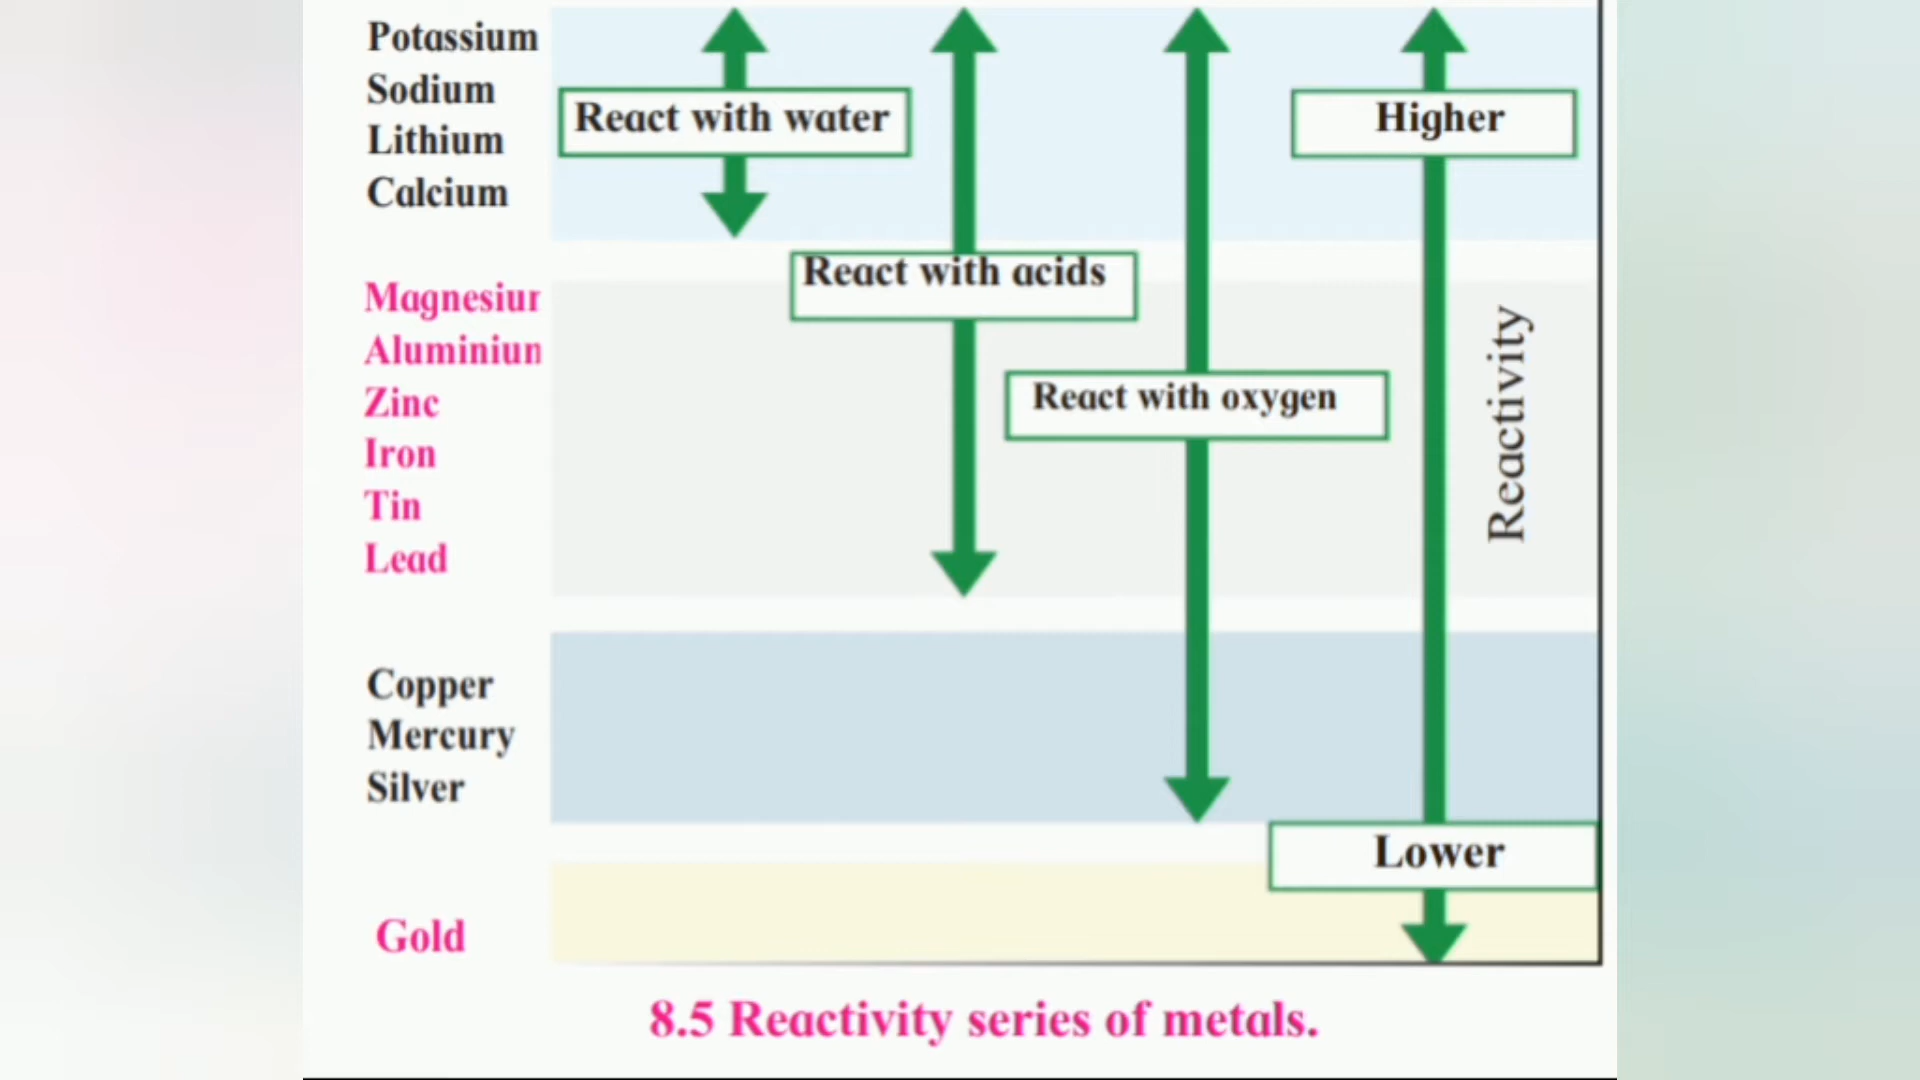 Potassium
Sodium
Lithium
Calcium
React with water
Higher
React with acids
Magnesiur
Aluminiun
Zinc
Iron
Tin
Lead
React with oxygen
Reactivity
Copper
Mercury
Silver
Lower
Gold
8.5 Reactivity series of metals.